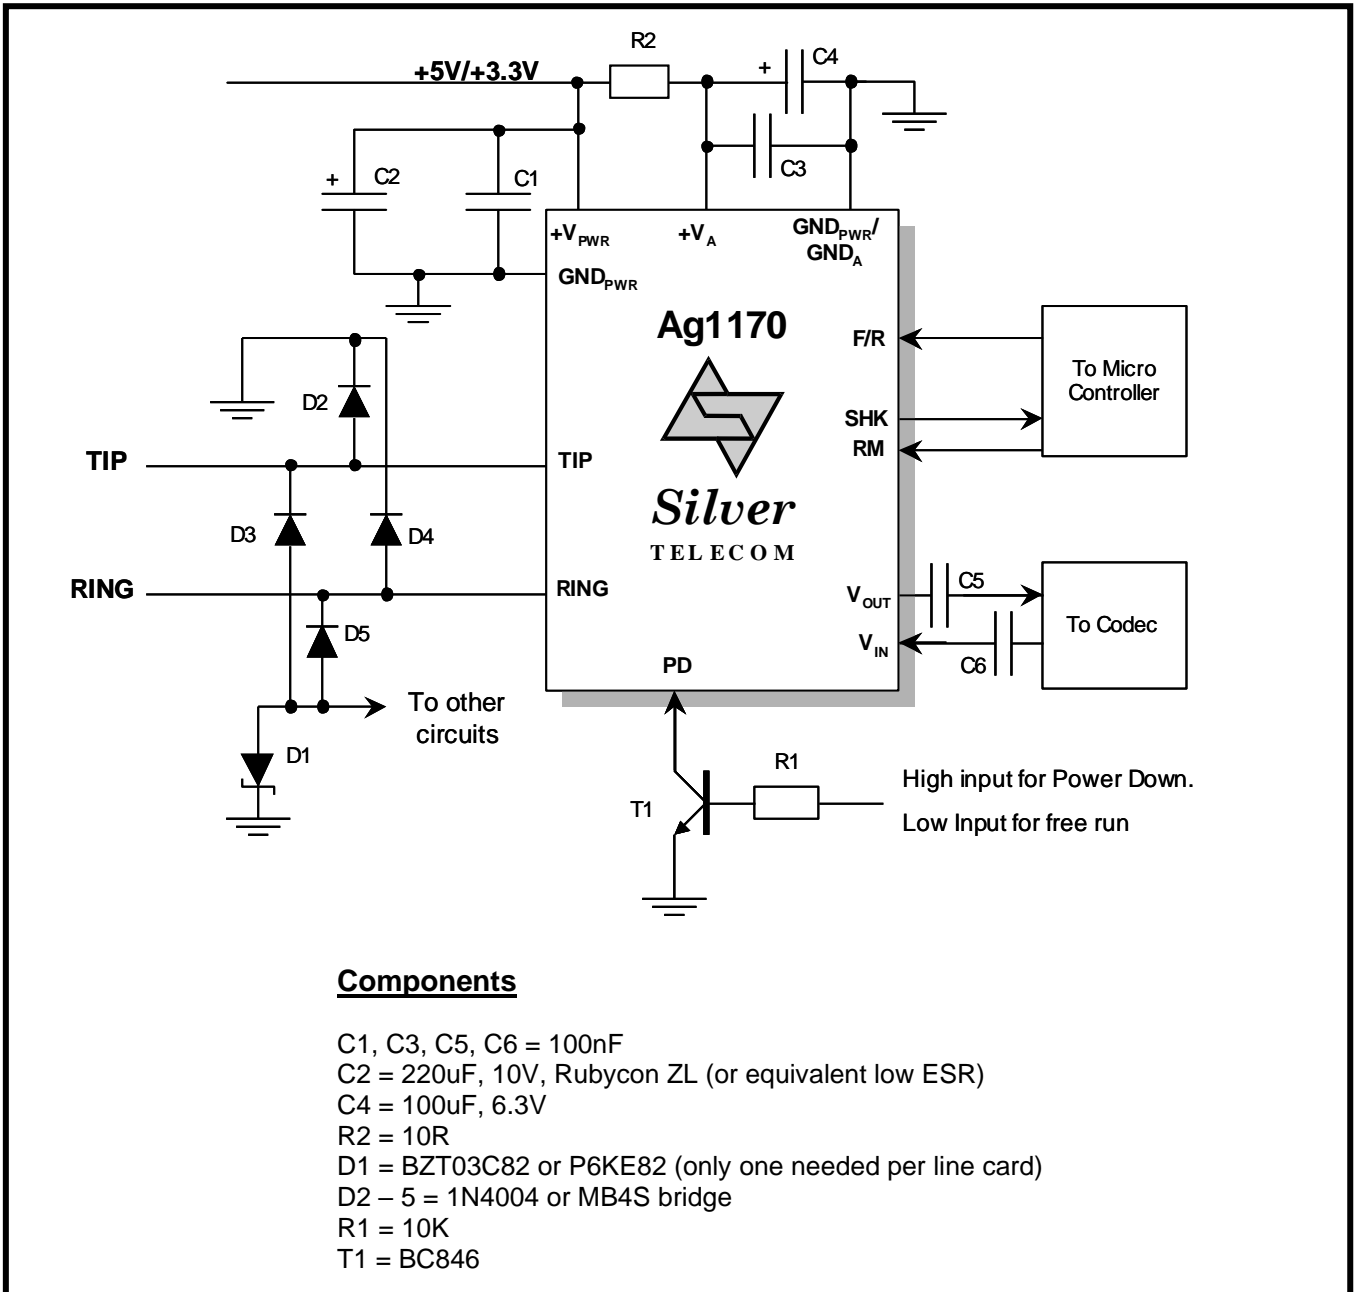 R2
C4
+5V/+3.3V
+
C3
+ C2
C1
+VPWR
+VA
GNDPWR/
GNDA
GNDPWR
Ag1170
F/R
To Micro
Controller
D2
SHK
RM
TIP
TIP
Silver
TELECOM
D3
D4
RING
RING
VOUT
C5
To Codec
D5
VIN
C6
PD
To other
circuits
D1
R1
T1
High input for Power Down.
Low Input for free run
Components
C1, C3, C5, C6 = 100nF
C2 = 220uF, 10V, Rubycon ZL (or equivalent low ESR)
C4 = 100uF, 6.3V
R2 = 10R
D1 = BZT03C82 or P6KE82 (only one needed per line card)
D2 – 5 = 1N4004 or MB4S bridge
R1 = 10K
T1 = BC846